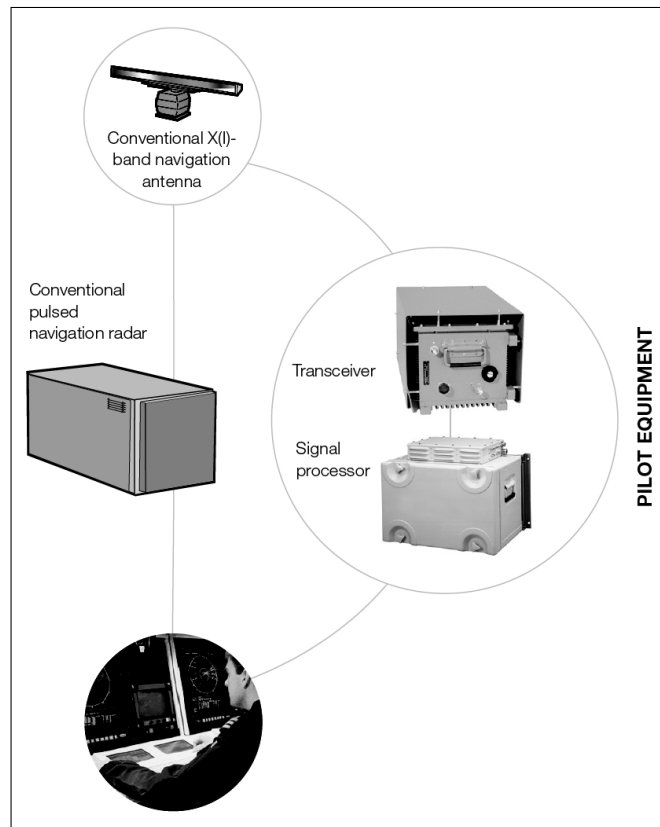 Conventional X(I)-
band navigation
antenna
Conventional
pulsed
navigation radar
Transceiver
Signal
processor
PILOT EQUIPMENT